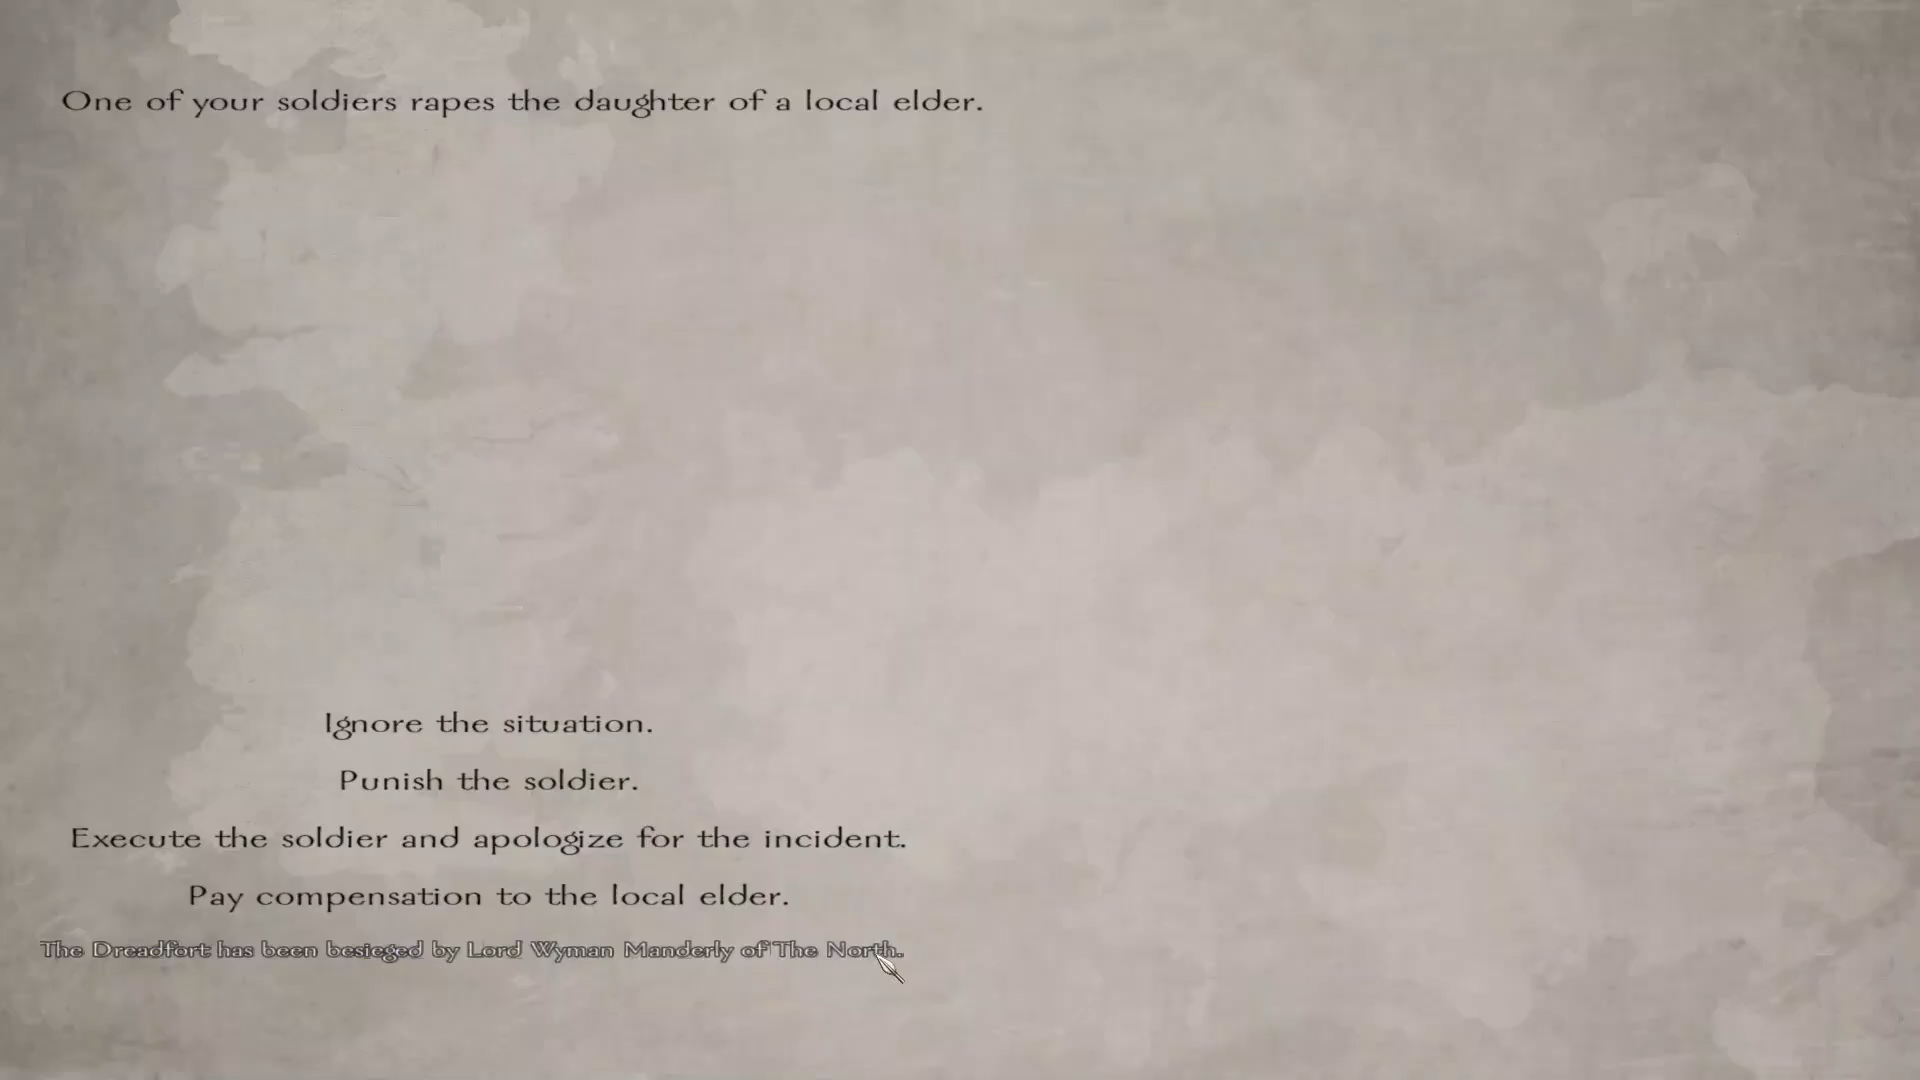 One of your soldiers rapes the daughter of a local elder.
Ignore the situation.
Punish the soldier.
Execute the soldier and apologize for the incident.
Pay compensation to the local elder.
The Dreadfort has been besieged by Lord Wyman Manderly of The North.